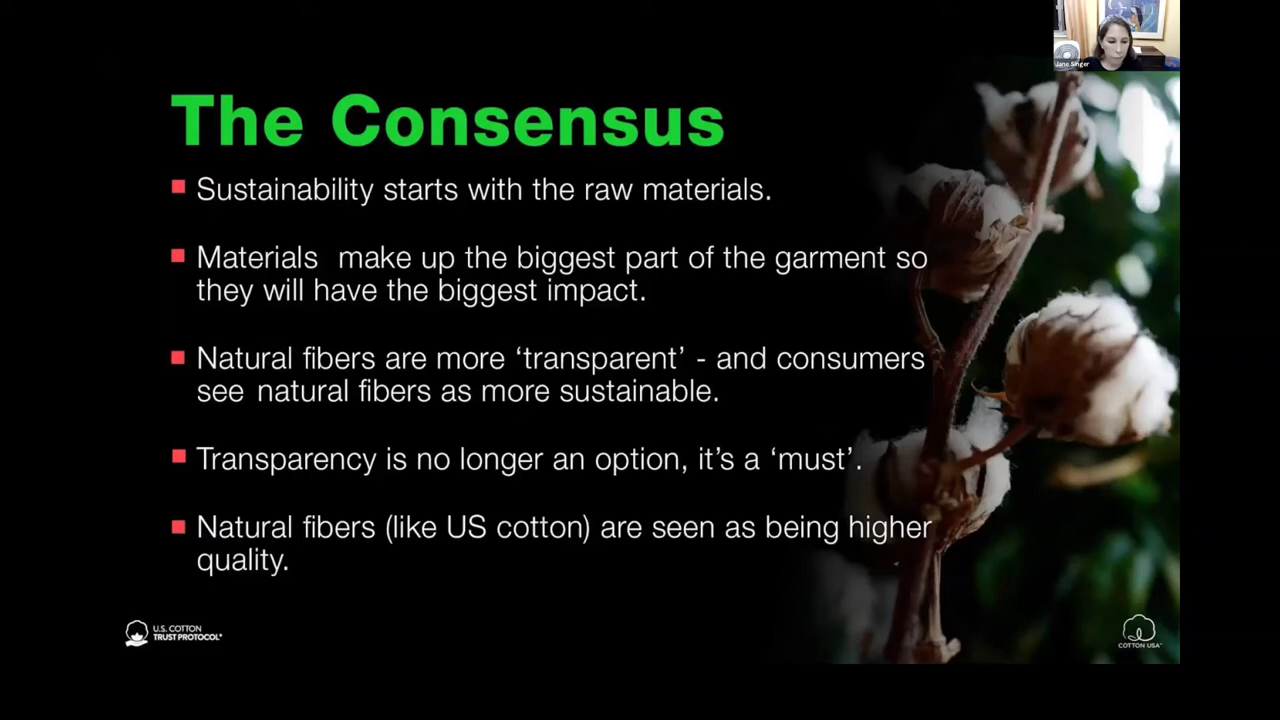 Jane Singer
The Consensus
Sustainability starts with the raw materials.
Materials make up the biggest part of the garment so
they will have the biggest impact.
Natural fibers are more ‘transparent’ - and consumers
see natural fibers as more sustainable.
Transparency is no longer an option, it’s a ‘must’.
Natural fibers (like US cotton) are seen as being higher
quality.
U.S. COTTON
TRUST PROTOCOL®
COTTON USA™